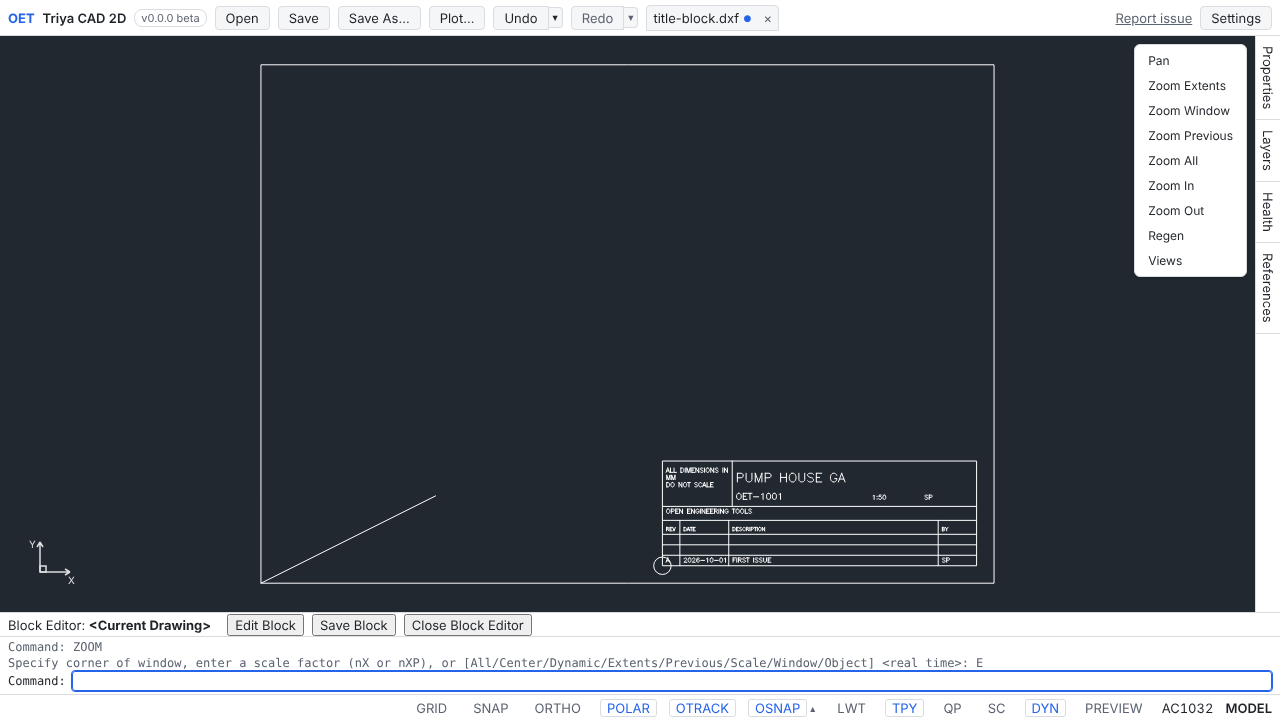 OET Triya CAD 2D v0.0.0 beta Open Save Save As... Plot... Undo ▾ Redo ▾ title-block.dxf × Report issue Settings
Pan
Zoom Extents
Zoom Window
Zoom Previous
Zoom All
Zoom In
Zoom Out
Regen
Views
Properties
Layers
Health
References
ALL DIMENSIONS IN
MM
DO NOT SCALE
PUMP HOUSE GA
OET-1001 1:50 SP
OPEN ENGINEERING TOOLS
REV DATE DESCRIPTION BY
A 2026-10-01 FIRST ISSUE SP
Y
X
Block Editor: <Current Drawing> Edit Block Save Block Close Block Editor
Command: ZOOM
Specify corner of window, enter a scale factor (nX or nXP), or [All/Center/Dynamic/Extents/Previous/Scale/Window/Object] <real time>: E
Command:
GRID SNAP ORTHO POLAR OTRACK OSNAP ▴ LWT TPY QP SC DYN PREVIEW AC1032 MODEL